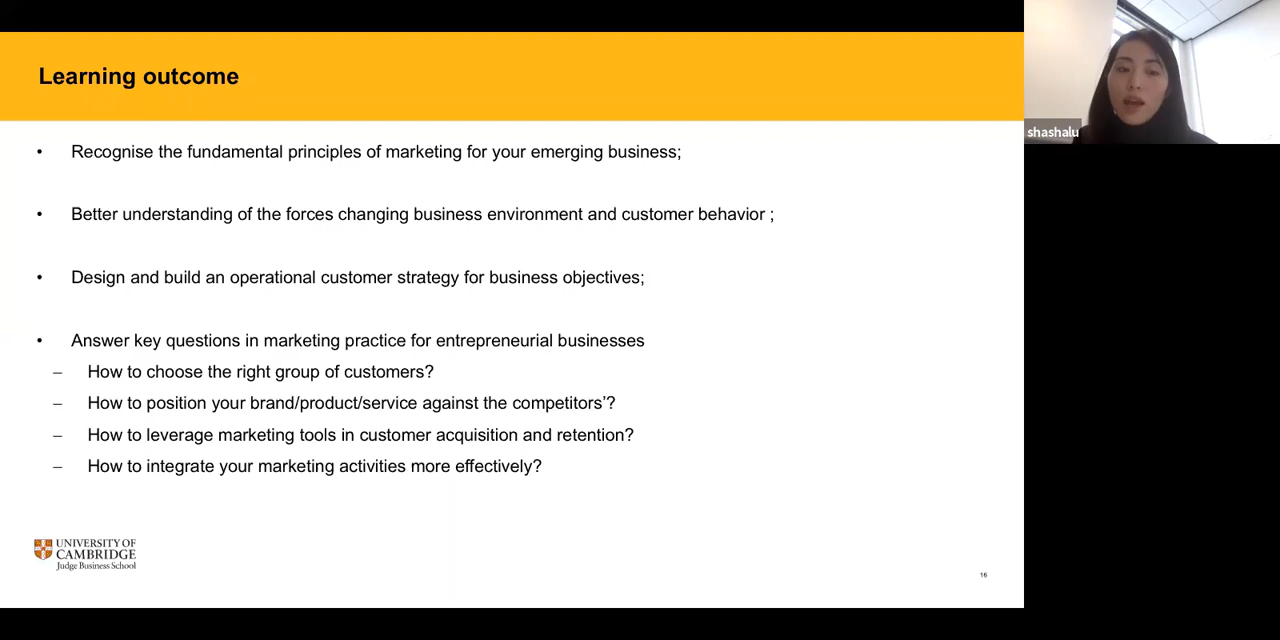 Learning outcome
• Recognise the fundamental principles of marketing for your emerging business;
• Better understanding of the forces changing business environment and customer behavior ;
• Design and build an operational customer strategy for business objectives;
• Answer key questions in marketing practice for entrepreneurial businesses
– How to choose the right group of customers?
– How to position your brand/product/service against the competitors’?
– How to leverage marketing tools in customer acquisition and retention?
– How to integrate your marketing activities more effectively?
UNIVERSITY OF
CAMBRIDGE
Judge Business School
16
shashalu